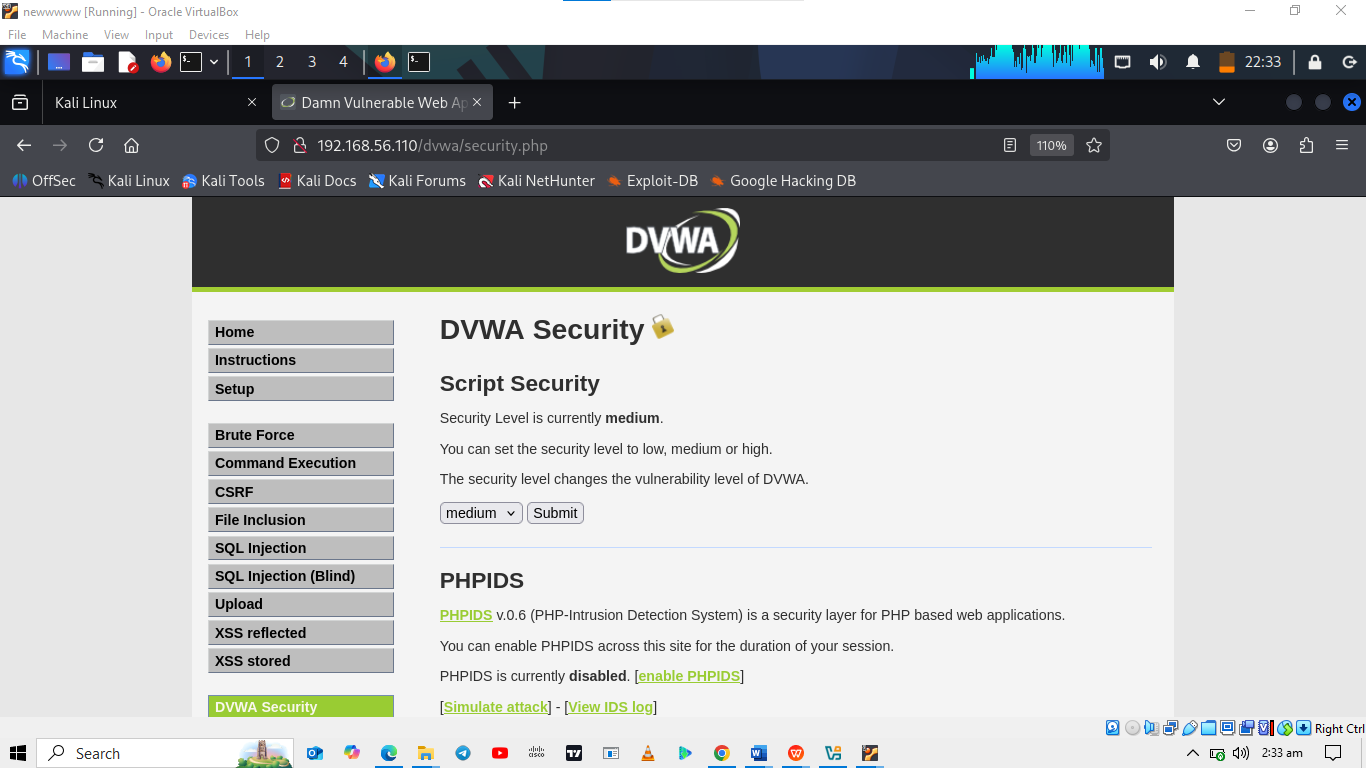 newwwww [Running] - Oracle VirtualBox
File Machine View Input Devices Help
1 2 3 4 22:33
Kali Linux Damn Vulnerable Web Ap
192.168.56.110/dvwa/security.php 110%
OffSec Kali Linux Kali Tools Kali Docs Kali Forums Kali NetHunter Exploit-DB Google Hacking DB
DVWA
Home
Instructions
Setup
Brute Force
Command Execution
CSRF
File Inclusion
SQL Injection
SQL Injection (Blind)
Upload
XSS reflected
XSS stored
DVWA Security
DVWA Security
Script Security
Security Level is currently medium.
You can set the security level to low, medium or high.
The security level changes the vulnerability level of DVWA.
medium Submit
PHPIDS
PHPIDS v.0.6 (PHP-Intrusion Detection System) is a security layer for PHP based web applications.
You can enable PHPIDS across this site for the duration of your session.
PHPIDS is currently disabled. [enable PHPIDS]
[Simulate attack] - [View IDS log]
Right Ctrl
Search 2:33 am